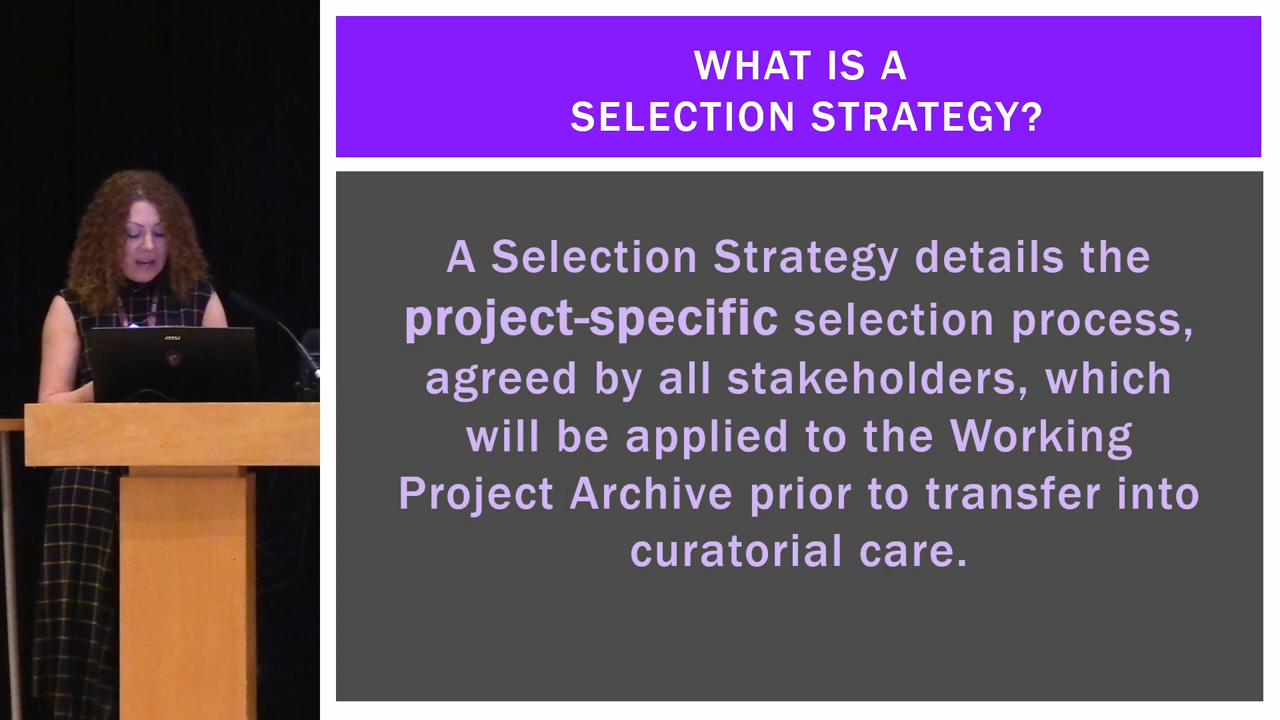 WHAT IS A
SELECTION STRATEGY?
A Selection Strategy details the
project-specific selection process,
agreed by all stakeholders, which
will be applied to the Working
Project Archive prior to transfer into
curatorial care.
msi